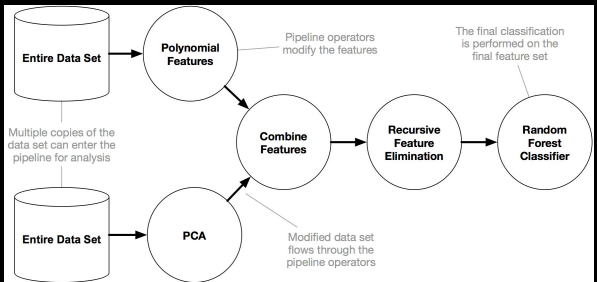 Entire Data Set
Polynomial
Features
Pipeline operators
modify the features
The final classification
is performed on the
final feature set
Multiple copies of the
data set can enter the
pipeline for analysis
Combine
Features
Recursive
Feature
Elimination
Random
Forest
Classifier
Entire Data Set
PCA
Modified data set
flows through the
pipeline operators